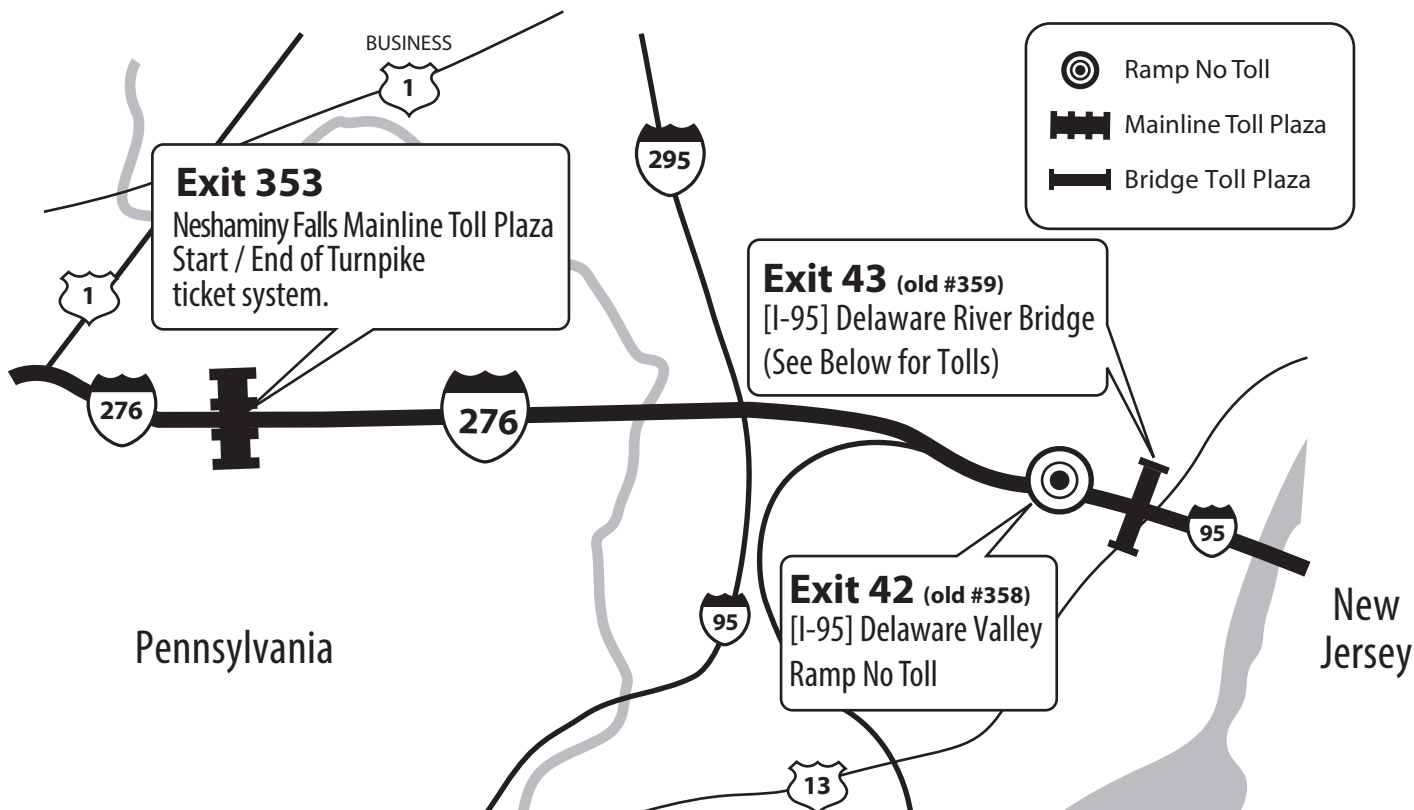 BUSINESS
1
295
Ramp No Toll
Mainline Toll Plaza
Bridge Toll Plaza
Exit 353
Neshaminy Falls Mainline Toll Plaza
Start / End of Turnpike
ticket system.
1
Exit 43 (old #359)
[I-95] Delaware River Bridge
(See Below for Tolls)
276
276
95
Exit 42 (old #358)
[I-95] Delaware Valley
Ramp No Toll
95
Pennsylvania
New
Jersey
13